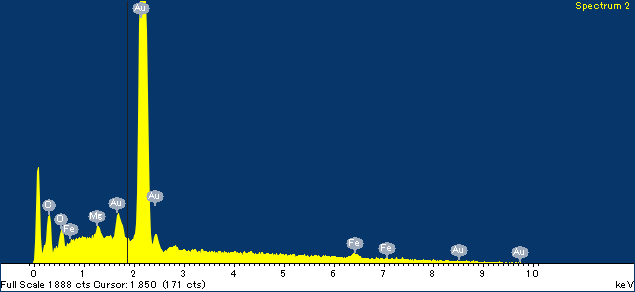 Spectrum 2
Au
Au
C
O
Fe
Mg
Au
Fe
Fe
Au
Au
0 1 2 3 4 5 6 7 8 9 10
Full Scale 1888 cts Cursor: 1.850 (171 cts)
keV